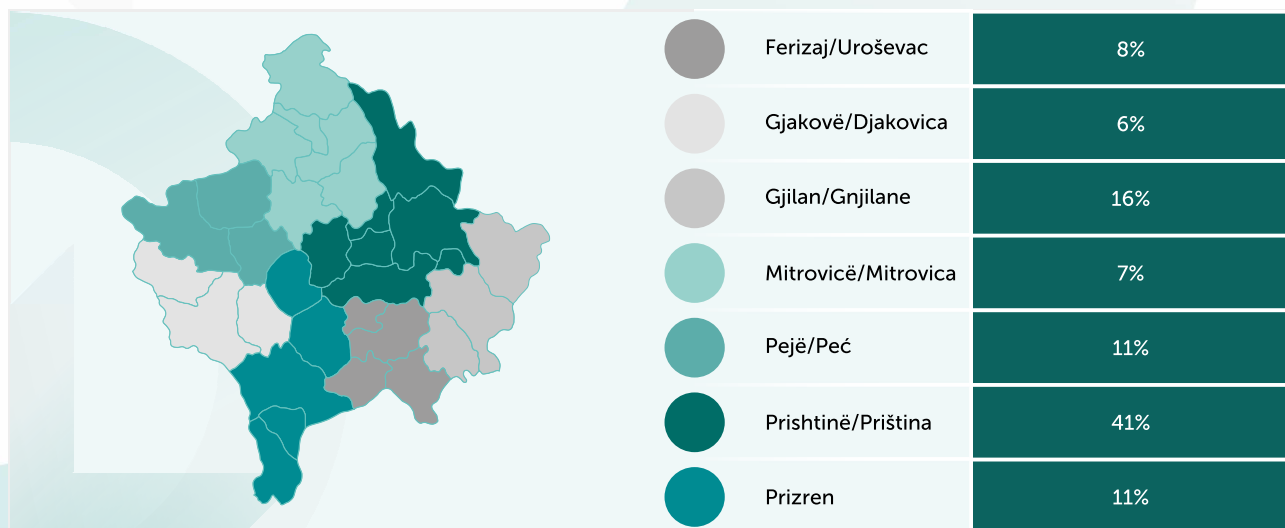 Ferizaj/Uroševac 8%
Gjakovë/Djakovica 6%
Gjilan/Gnjilane 16%
Mitrovicë/Mitrovica 7%
Pejë/Peć 11%
Prishtinë/Priština 41%
Prizren 11%